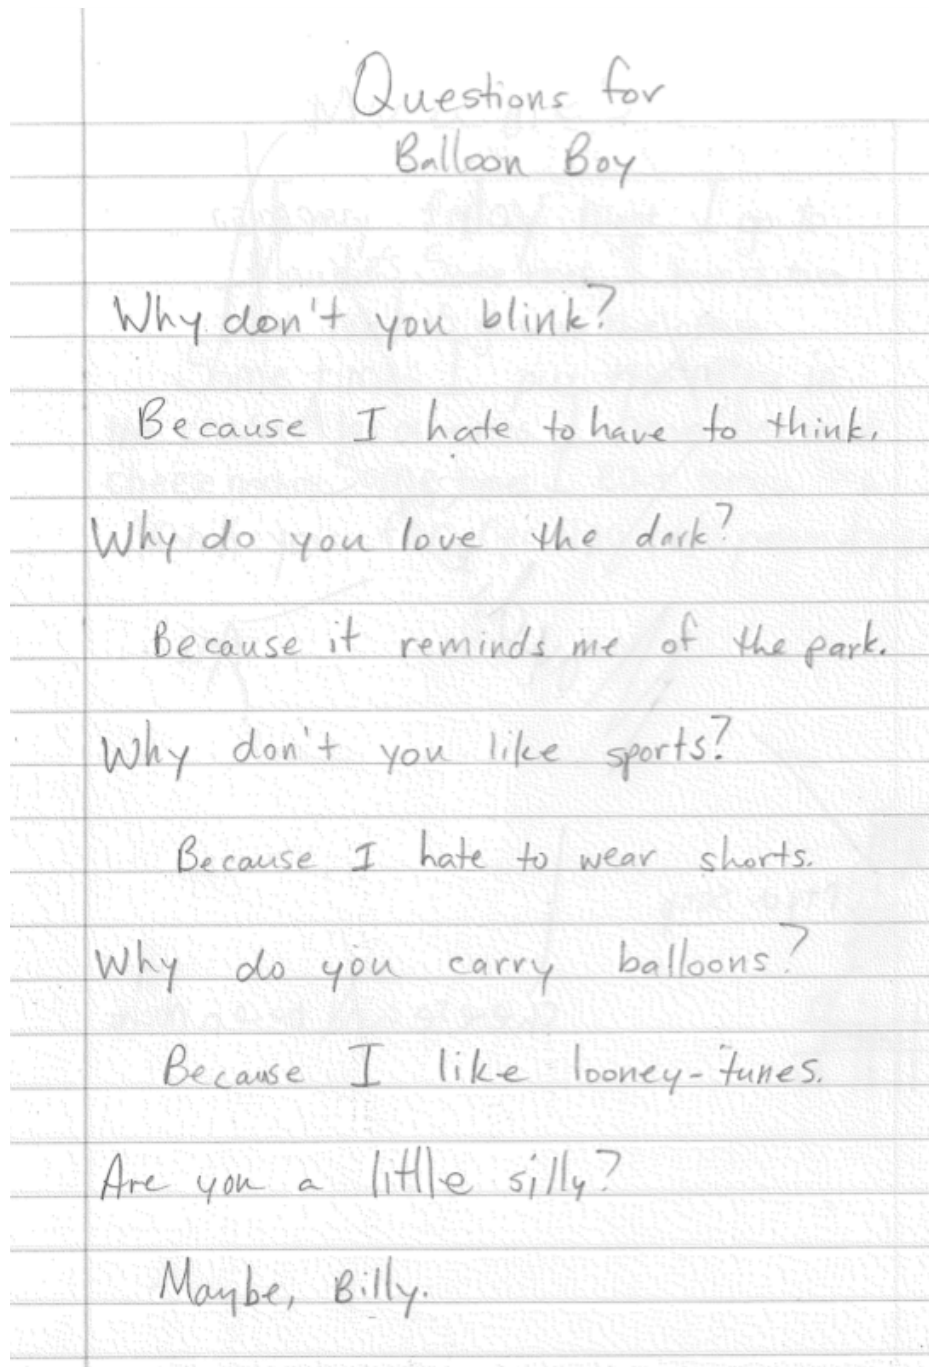 Questions for
Balloon Boy
Why don't you blink?
Because I hate to have to think.
Why do you love the dark?
Because it reminds me of the park.
Why don't you like sports?
Because I hate to wear shorts.
Why do you carry balloons?
Because I like looney-tunes.
Are you a little silly?
Maybe, Billy.